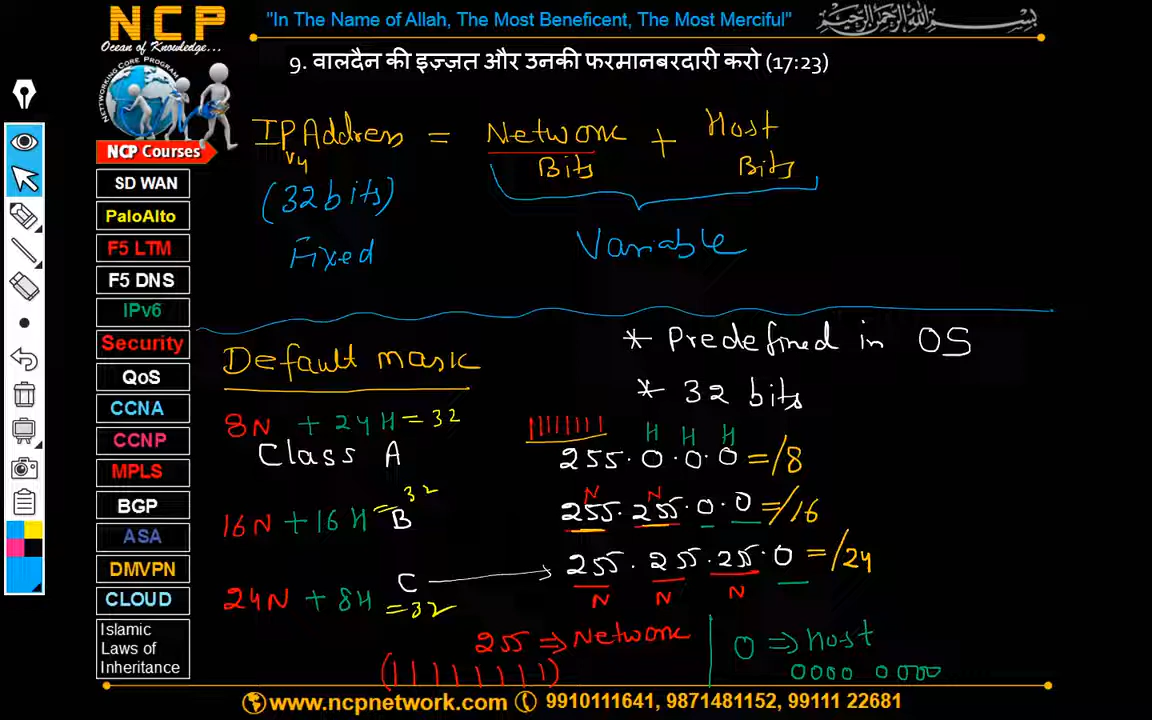 NCP
Ocean of Knowledge...
NETWORKING CORE PROGRAM
"In The Name of Allah, The Most Beneficent, The Most Merciful"
9. वालदैन की इज़्ज़त और उनकी फरमानबरदारी करो (17:23)
NCP Courses
SD WAN
PaloAlto
F5 LTM
F5 DNS
IPv6
Security
QoS
CCNA
CCNP
MPLS
BGP
ASA
DMVPN
CLOUD
Islamic
Laws of
Inheritance
IP Address = Network + Host
v4 Bits Bits
(32 bits)
Fixed
Variable
Default mask
* Predefined in OS
* 32 bits
8N + 24H = 32
Class A
11111111 H H H
255.0.0.0 = /8
16N + 16H = 32
B
N N
255.255.0.0 = /16
24N + 8H = 32
C
255.255.255.0 = /24
N N N
255 ⇒ Network
(11111111)
0 ⇒ host
0000 0000
www.ncpnetwork.com 9910111641, 9871481152, 99111 22681